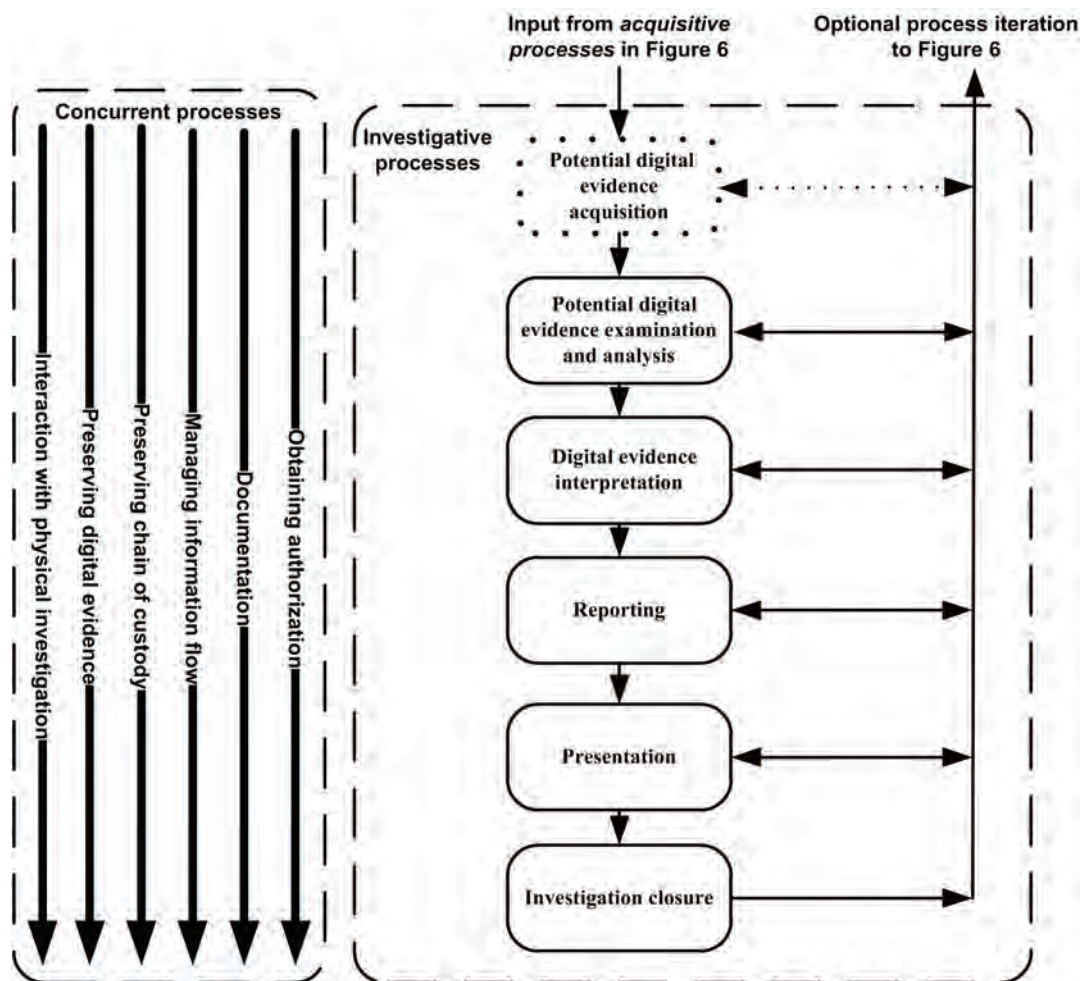 Input from acquisitive
processes in Figure 6
Optional process iteration
to Figure 6
Concurrent processes
Interaction with physical investigation
Preserving digital evidence
Preserving chain of custody
Managing information flow
Documentation
Obtaining authorization
Investigative
processes
Potential digital
evidence
acquisition
Potential digital
evidence examination
and analysis
Digital evidence
interpretation
Reporting
Presentation
Investigation closure